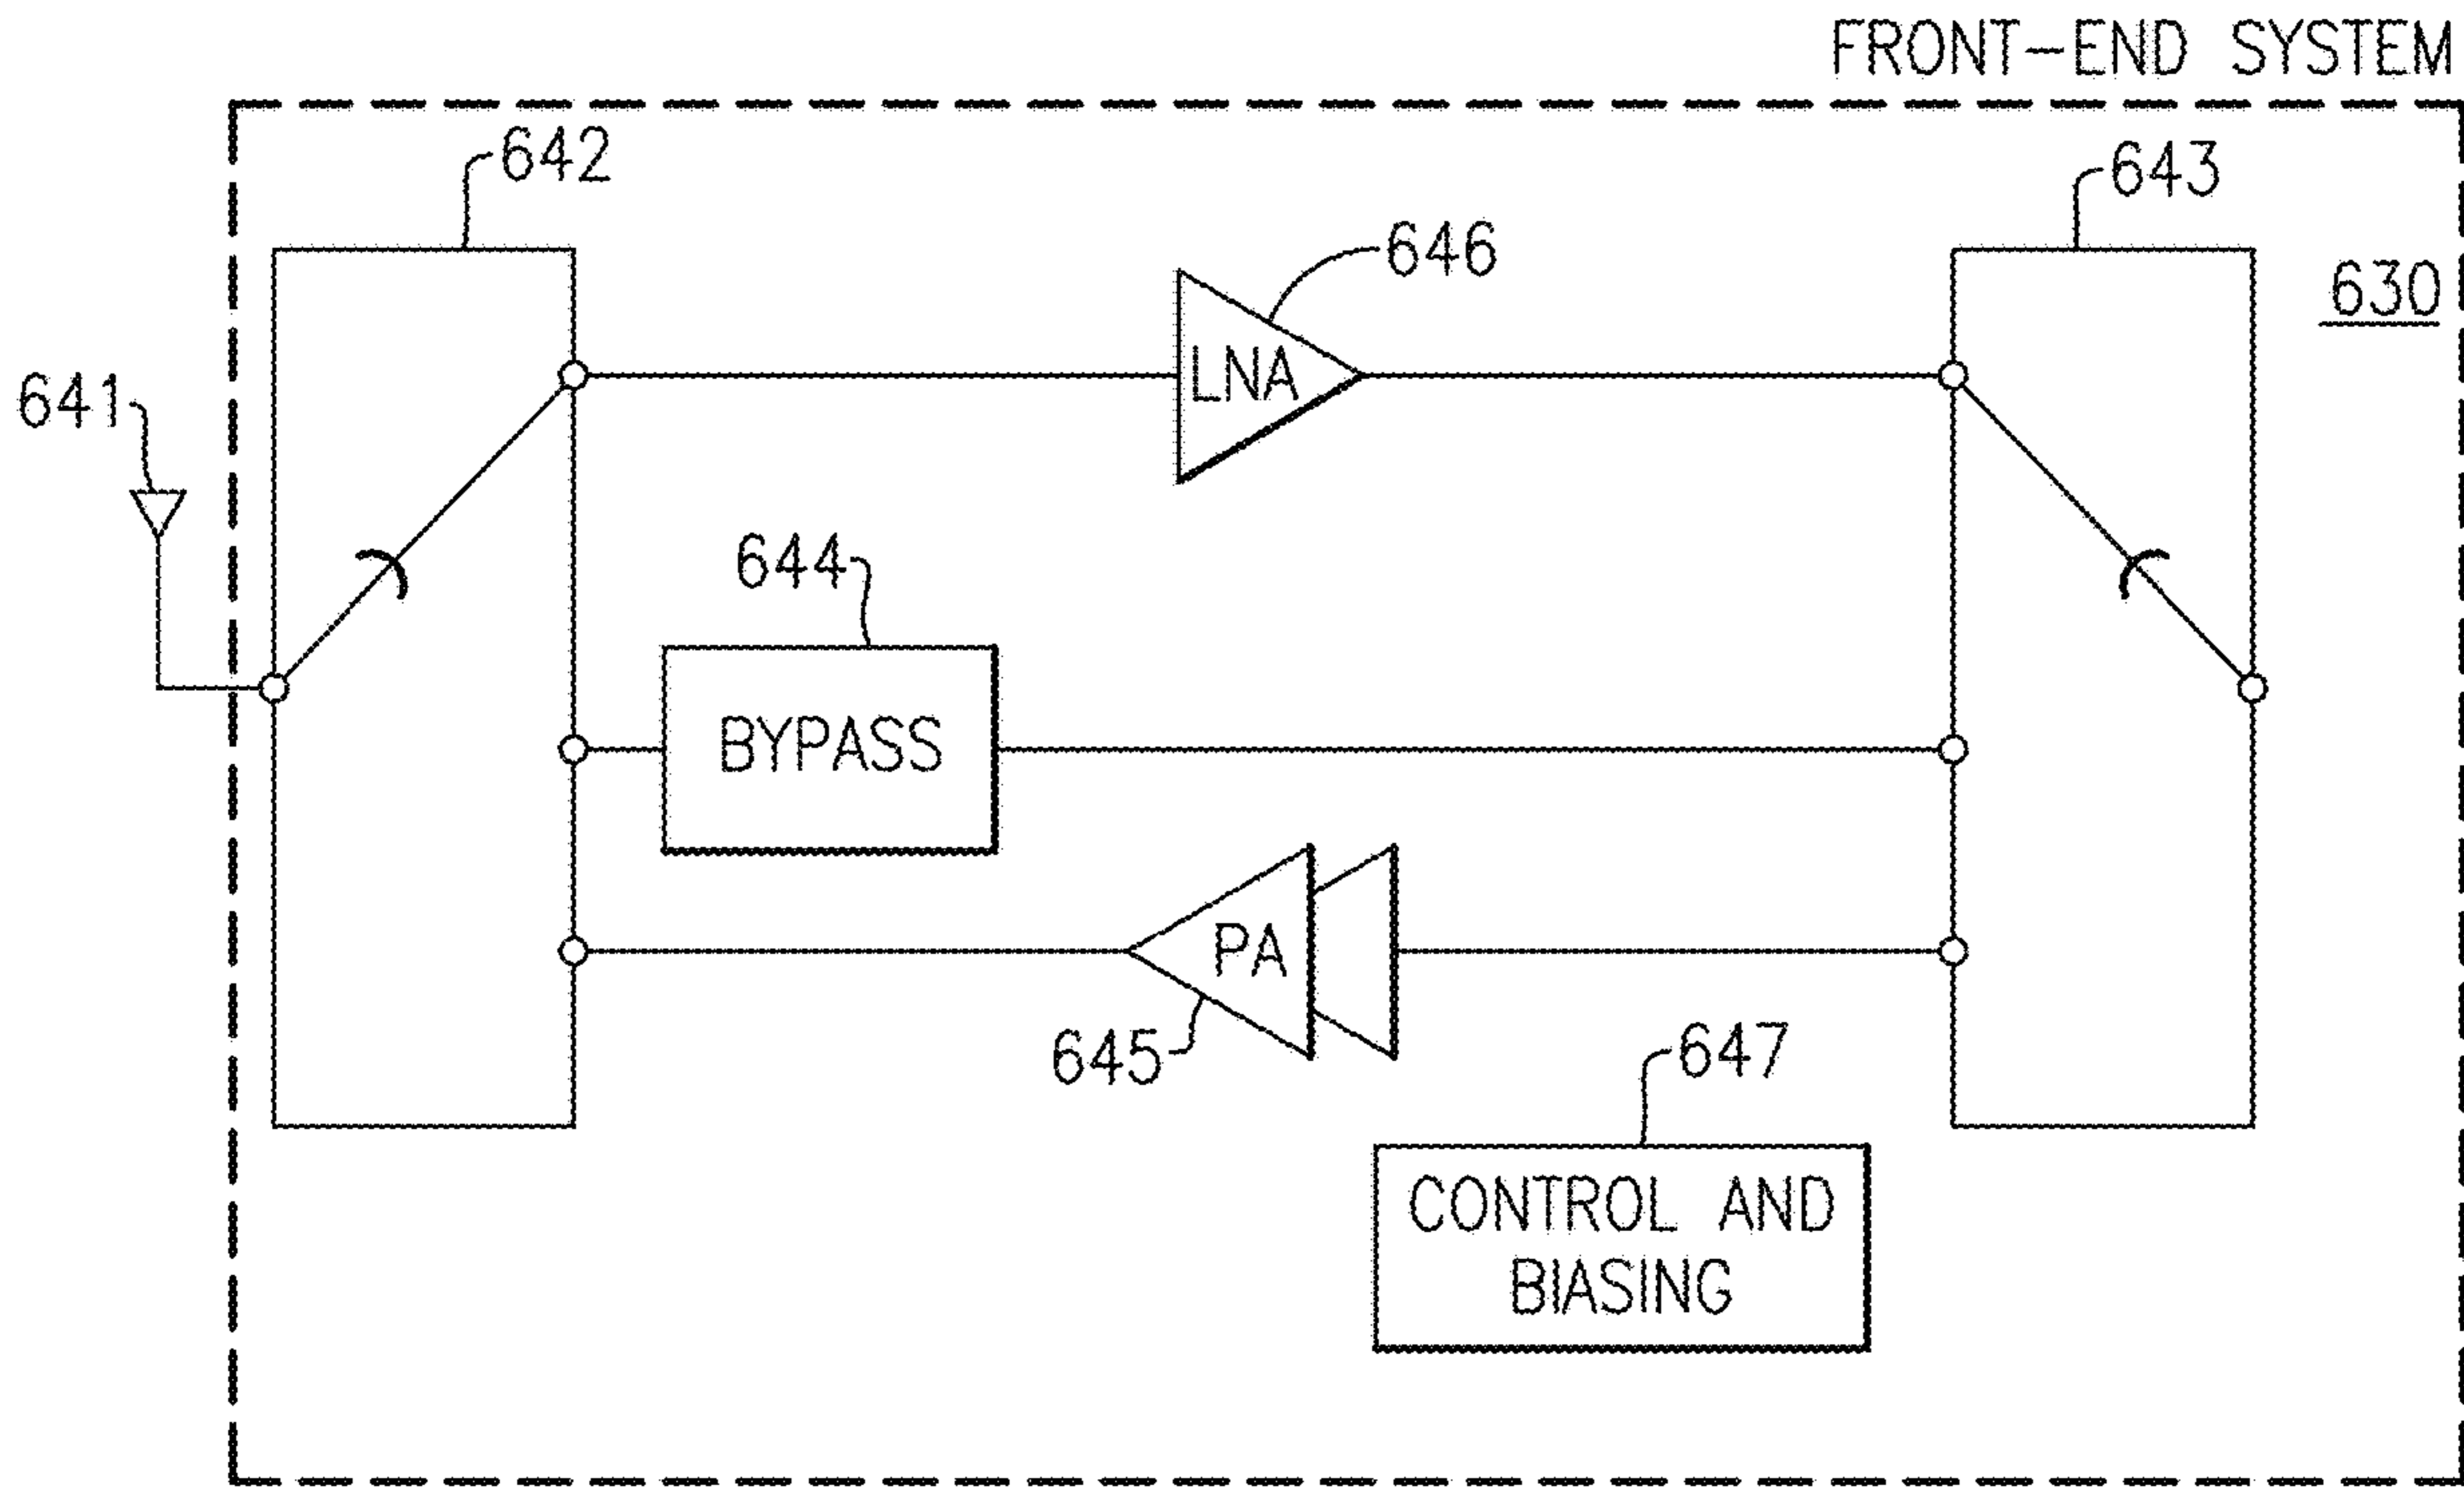 FRONT-END SYSTEM
642
643
646
630
LNA
641
644
BYPASS
PA
645
647
CONTROL AND
BIASING